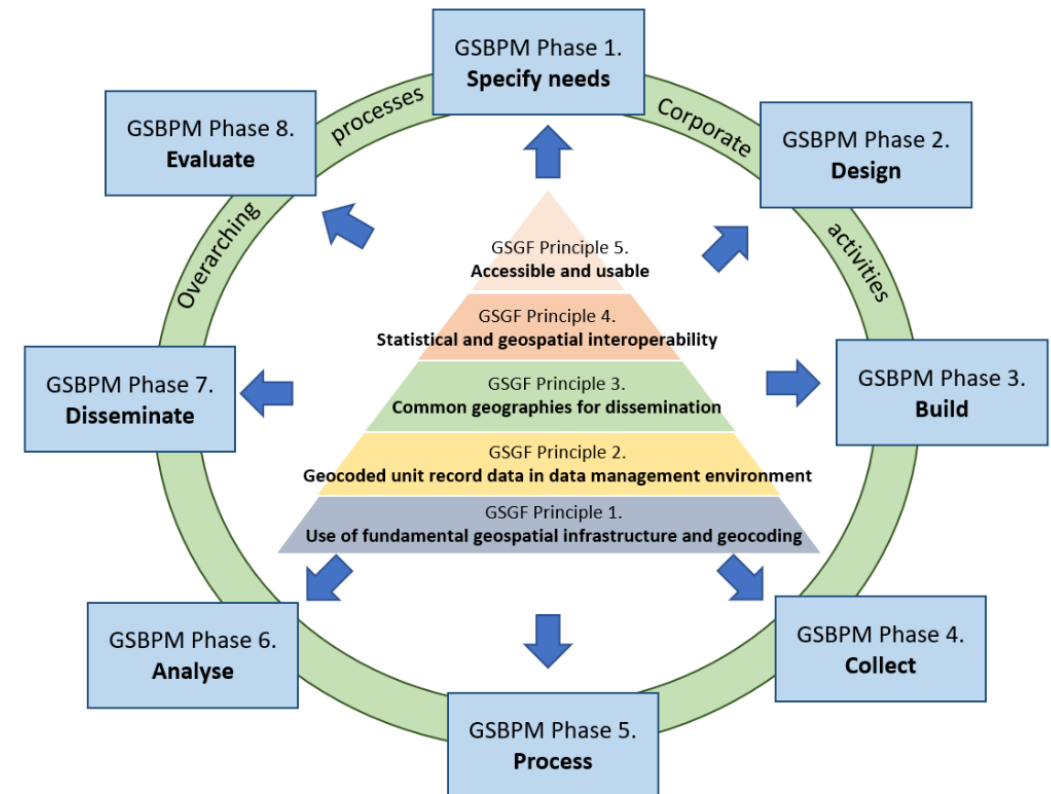 GSBPM Phase 1.
Specify needs
processes
Corporate
GSBPM Phase 8.
Evaluate
GSBPM Phase 2.
Design
Overarching
activities
GSGF Principle 5.
Accessible and usable
GSGF Principle 4.
Statistical and geospatial interoperability
GSBPM Phase 7.
Disseminate
GSGF Principle 3.
Common geographies for dissemination
GSBPM Phase 3.
Build
GSGF Principle 2.
Geocoded unit record data in data management environment
GSGF Principle 1.
Use of fundamental geospatial infrastructure and geocoding
GSBPM Phase 6.
Analyse
GSBPM Phase 4.
Collect
GSBPM Phase 5.
Process